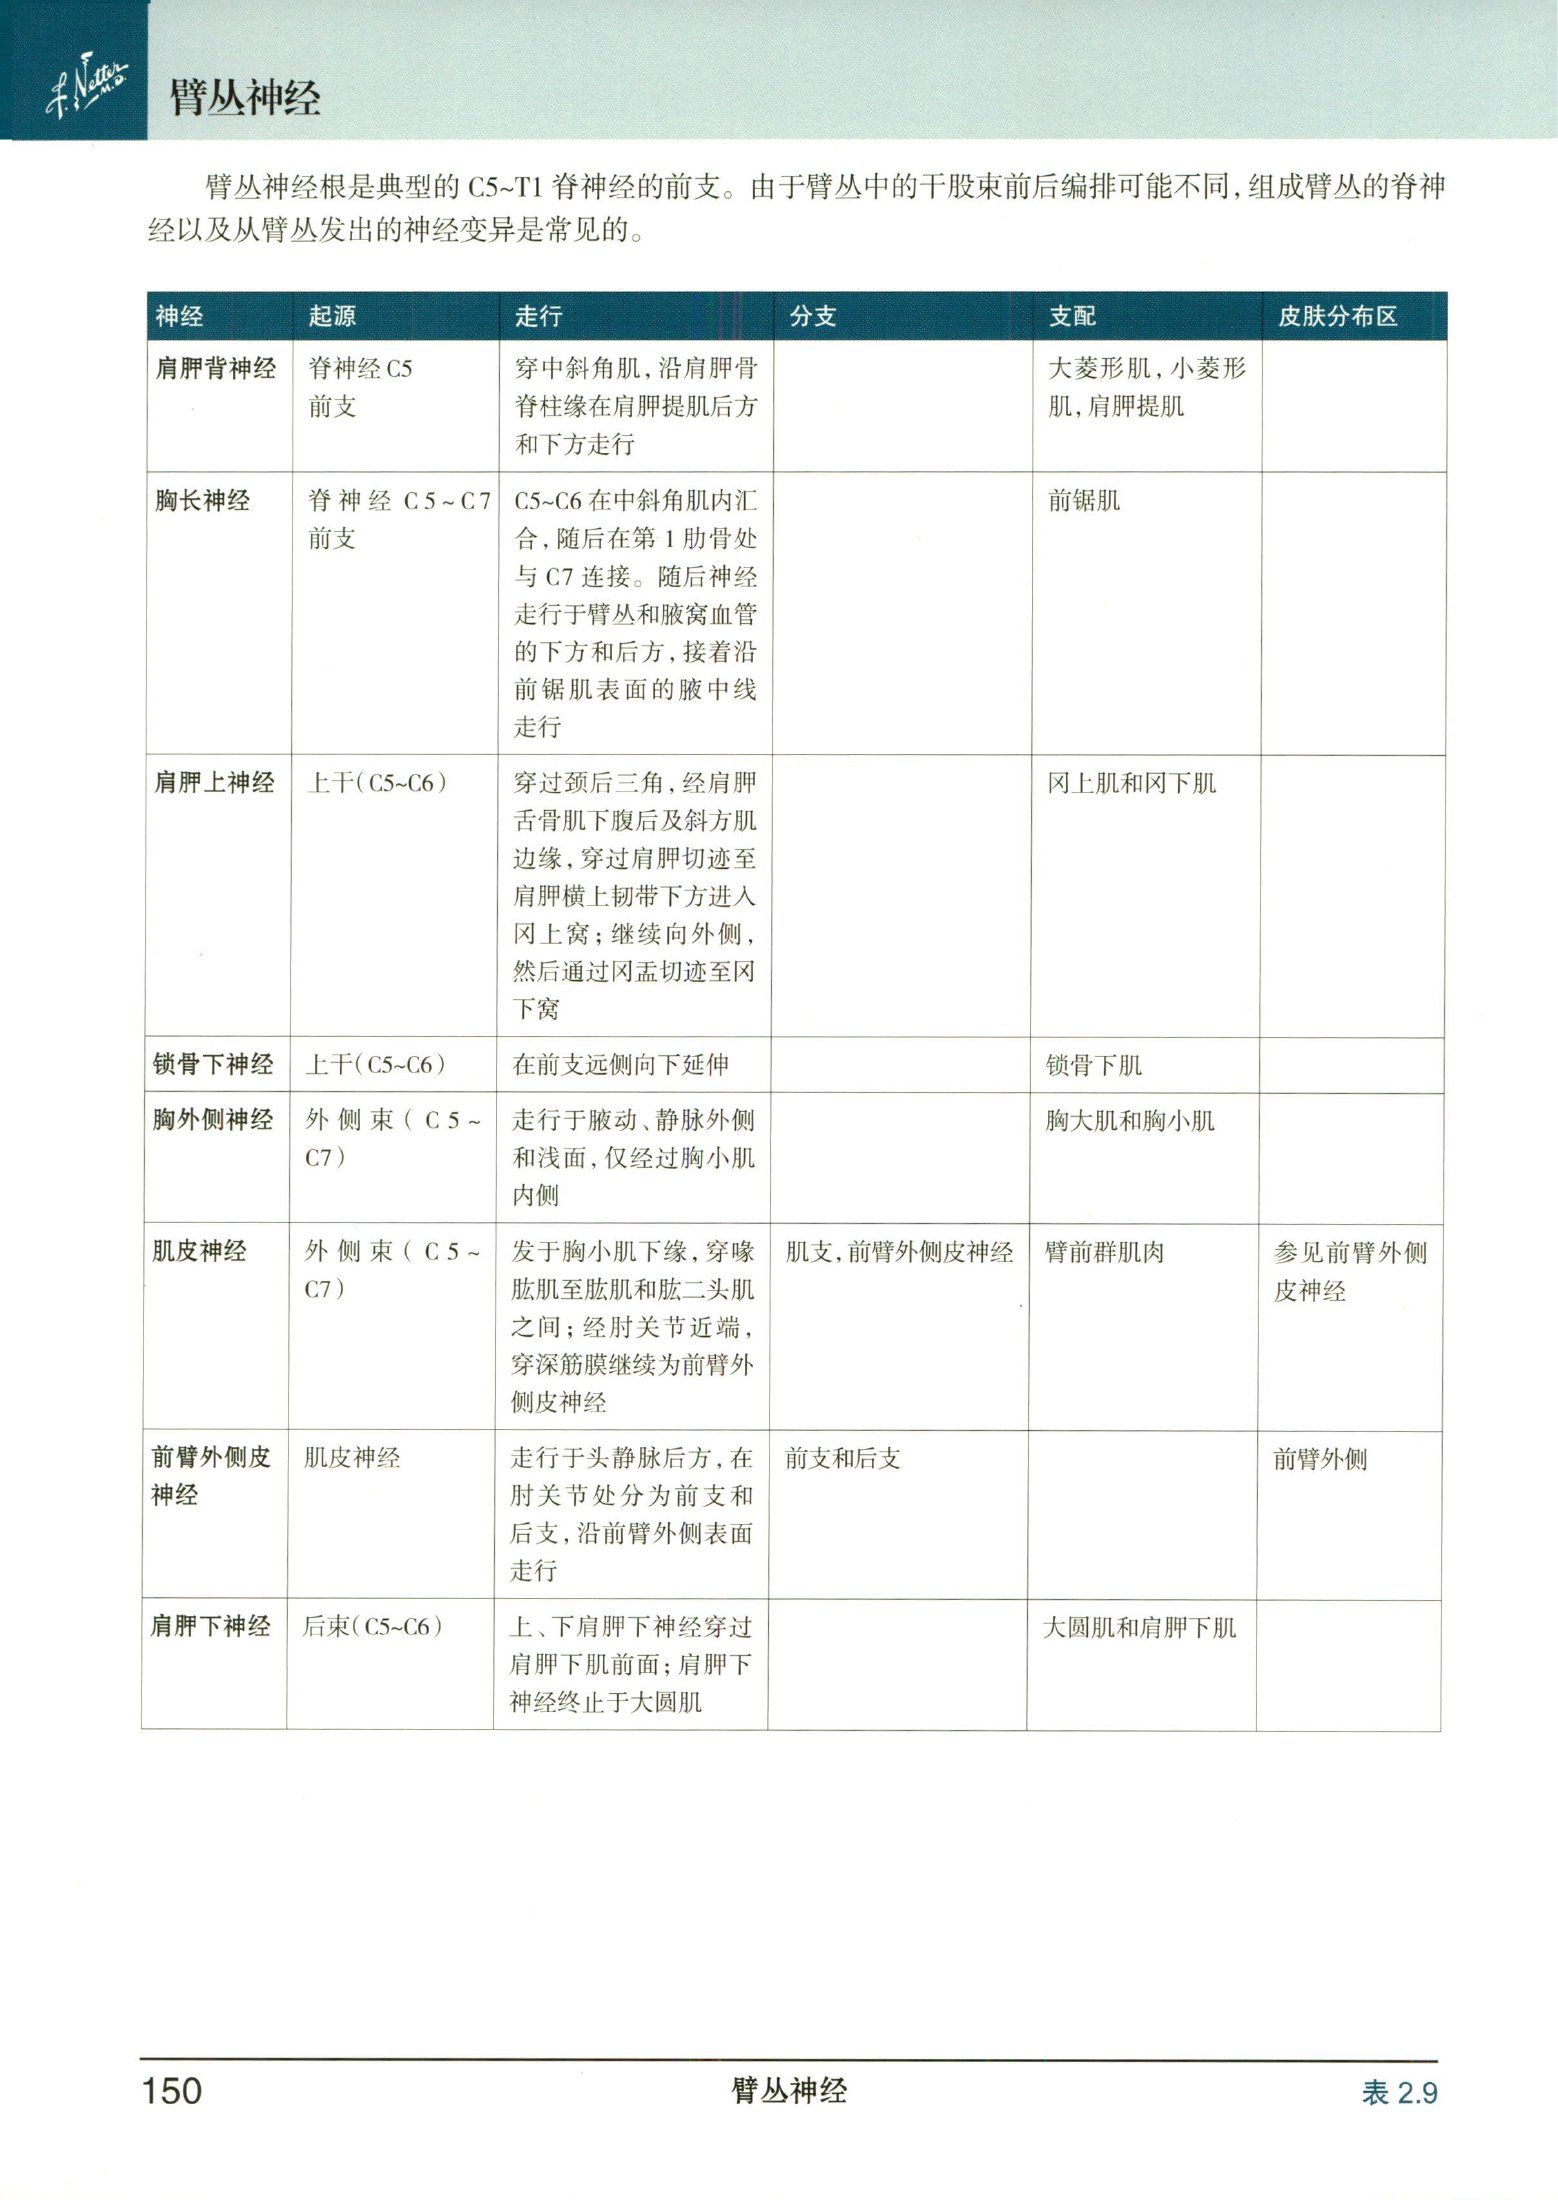 F. Netter M.D.
臂丛神经
臂丛神经根是典型的 C5~T1 脊神经的前支。由于臂丛中的干股束前后编排可能不同，组成臂丛的脊神
经以及从臂丛发出的神经变异是常见的。
神经 起源 走行 分支 支配 皮肤分布区
肩胛背神经 脊神经 C5 穿中斜角肌，沿肩胛骨 大菱形肌，小菱形
前支 脊柱缘在肩胛提肌后方 肌，肩胛提肌
和下方走行
胸长神经 脊神经 C5~C7 C5~C6 在中斜角肌内汇 前锯肌
前支 合，随后在第 1 肋骨处
与 C7 连接。随后神经
走行于臂丛和腋窝血管
的下方和后方，接着沿
前锯肌表面的腋中线
走行
肩胛上神经 上干（C5~C6） 穿过颈后三角，经肩胛 冈上肌和冈下肌
舌骨肌下腹后及斜方肌
边缘，穿过肩胛切迹至
肩胛横上韧带下方进入
冈上窝；继续向外侧，
然后通过冈盂切迹至冈
下窝
锁骨下神经 上干（C5~C6） 在前支远侧向下延伸 锁骨下肌
胸外侧神经 外侧束（C5~ 走行于腋动、静脉外侧 胸大肌和胸小肌
C7） 和浅面，仅经过胸小肌
内侧
肌皮神经 外侧束（C5~ 发于胸小肌下缘，穿喙 肌支，前臂外侧皮神经 臂前群肌肉 参见前臂外侧
C7） 肱肌至肱肌和肱二头肌 皮神经
之间；经肘关节近端，
穿深筋膜继续为前臂外
侧皮神经
前臂外侧皮 肌皮神经 走行于头静脉后方，在 前支和后支 前臂外侧
神经 肘关节处分为前支和
后支，沿前臂外侧表面
走行
肩胛下神经 后束（C5~C6） 上、下肩胛下神经穿过 大圆肌和肩胛下肌
肩胛下肌前面；肩胛下
神经终止于大圆肌
150 臂丛神经 表 2.9